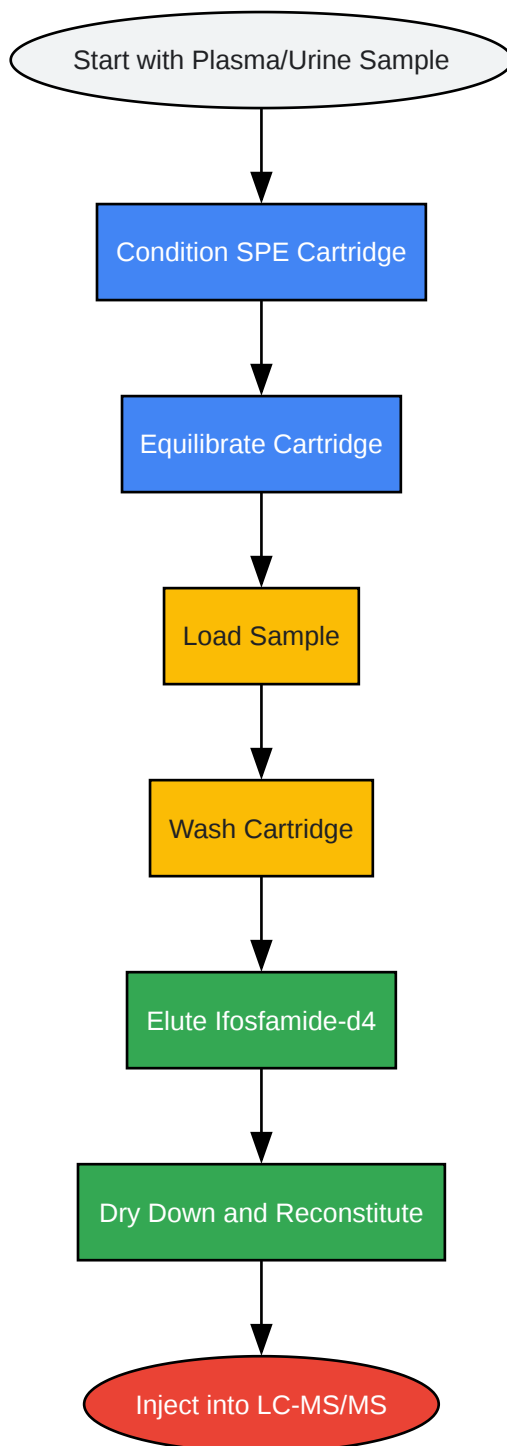 Start with Plasma/Urine Sample
Condition SPE Cartridge
Equilibrate Cartridge
Load Sample
Wash Cartridge
Elute Ifosfamide-d4
Dry Down and Reconstitute
Inject into LC-MS/MS